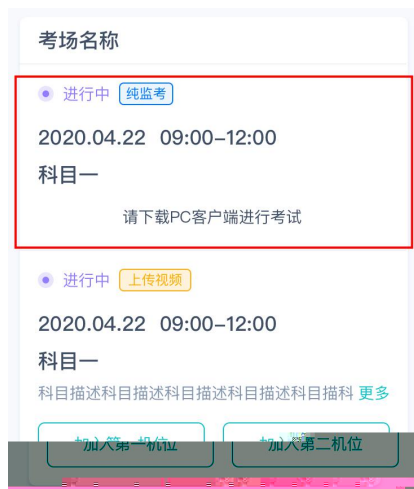 考场名称
进行中 纯监考
2020.04.22 09:00-12:00
科目一
请下载PC客户端进行考试
进行中 上传视频
2020.04.22 09:00-12:00
科目一
科目描述科目描述科目描述科目描述科目描科 更多
加入第一机位 加入第二机位